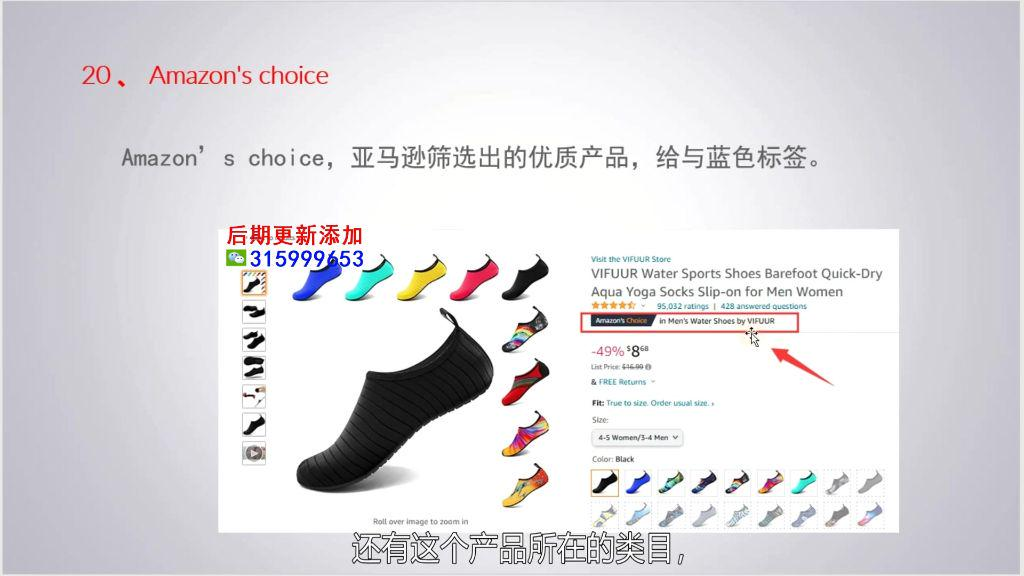 20、 Amazon's choice
Amazon’s choice，亚马逊筛选出的优质产品，给与蓝色标签。
后期更新添加
315999653
Visit the VIFUUR Store
VIFUUR Water Sports Shoes Barefoot Quick-Dry
Aqua Yoga Socks Slip-on for Men Women
95,032 ratings | 428 answered questions
Amazon's Choice in Men's Water Shoes by VIFUUR
-49% $868
List Price: $16.99
& FREE Returns
Fit: True to size. Order usual size. ›
Size:
4-5 Women/3-4 Men
Color: Black
Roll over image to zoom in
还有这个产品所在的类目，